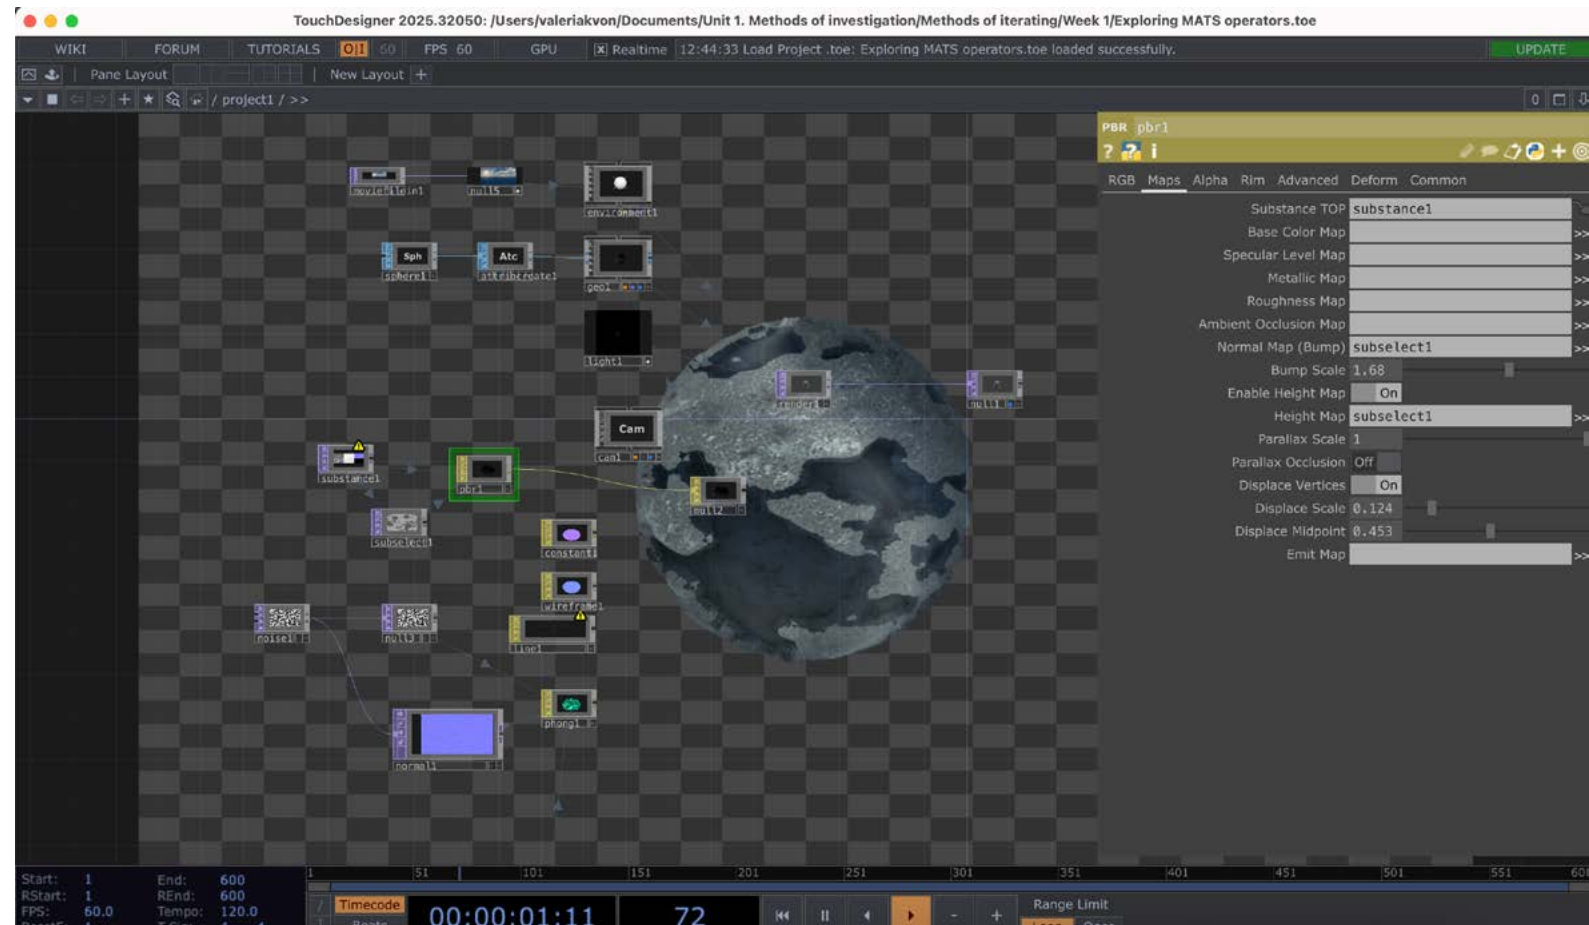 TouchDesigner 2025.32050: /Users/valeriakvon/Documents/Unit 1. Methods of investigation/Methods of iterating/Week 1/Exploring MATS operators.toe
WIKI FORUM TUTORIALS O|I 60 FPS 60 GPU x Realtime 12:44:33 Load Project .toe: Exploring MATS operators.toe loaded successfully. UPDATE
Pane Layout New Layout +
/ project1 / >> 0
PBR pbr1
? i
RGB Maps Alpha Rim Advanced Deform Common
Substance TOP substance1
Base Color Map >>
Specular Level Map >>
Metallic Map >>
Roughness Map >>
Ambient Occlusion Map >>
Normal Map (Bump) subselect1 >>
Bump Scale 1.68
Enable Height Map On
Height Map subselect1 >>
Parallax Scale 1
Parallax Occlusion Off
Displace Vertices On
Displace Scale 0.124
Displace Midpoint 0.453
Emit Map >>
moviefilein1 null5
environment1
Sph Atc
sphere1 attribcreate1
geo1
light1
render1 null1
Cam
cam1
substance1
pbr1
null2
subselect1
constant1
wireframe1
noise1 null3
line1
phong1
normal1
1 51 101 151 201 251 301 351 401 451 501 551 600
Start: 1 End: 600
RStart: 1 REnd: 600
FPS: 60.0 Tempo: 120.0
Timecode
00:00:01:11 72
Range Limit